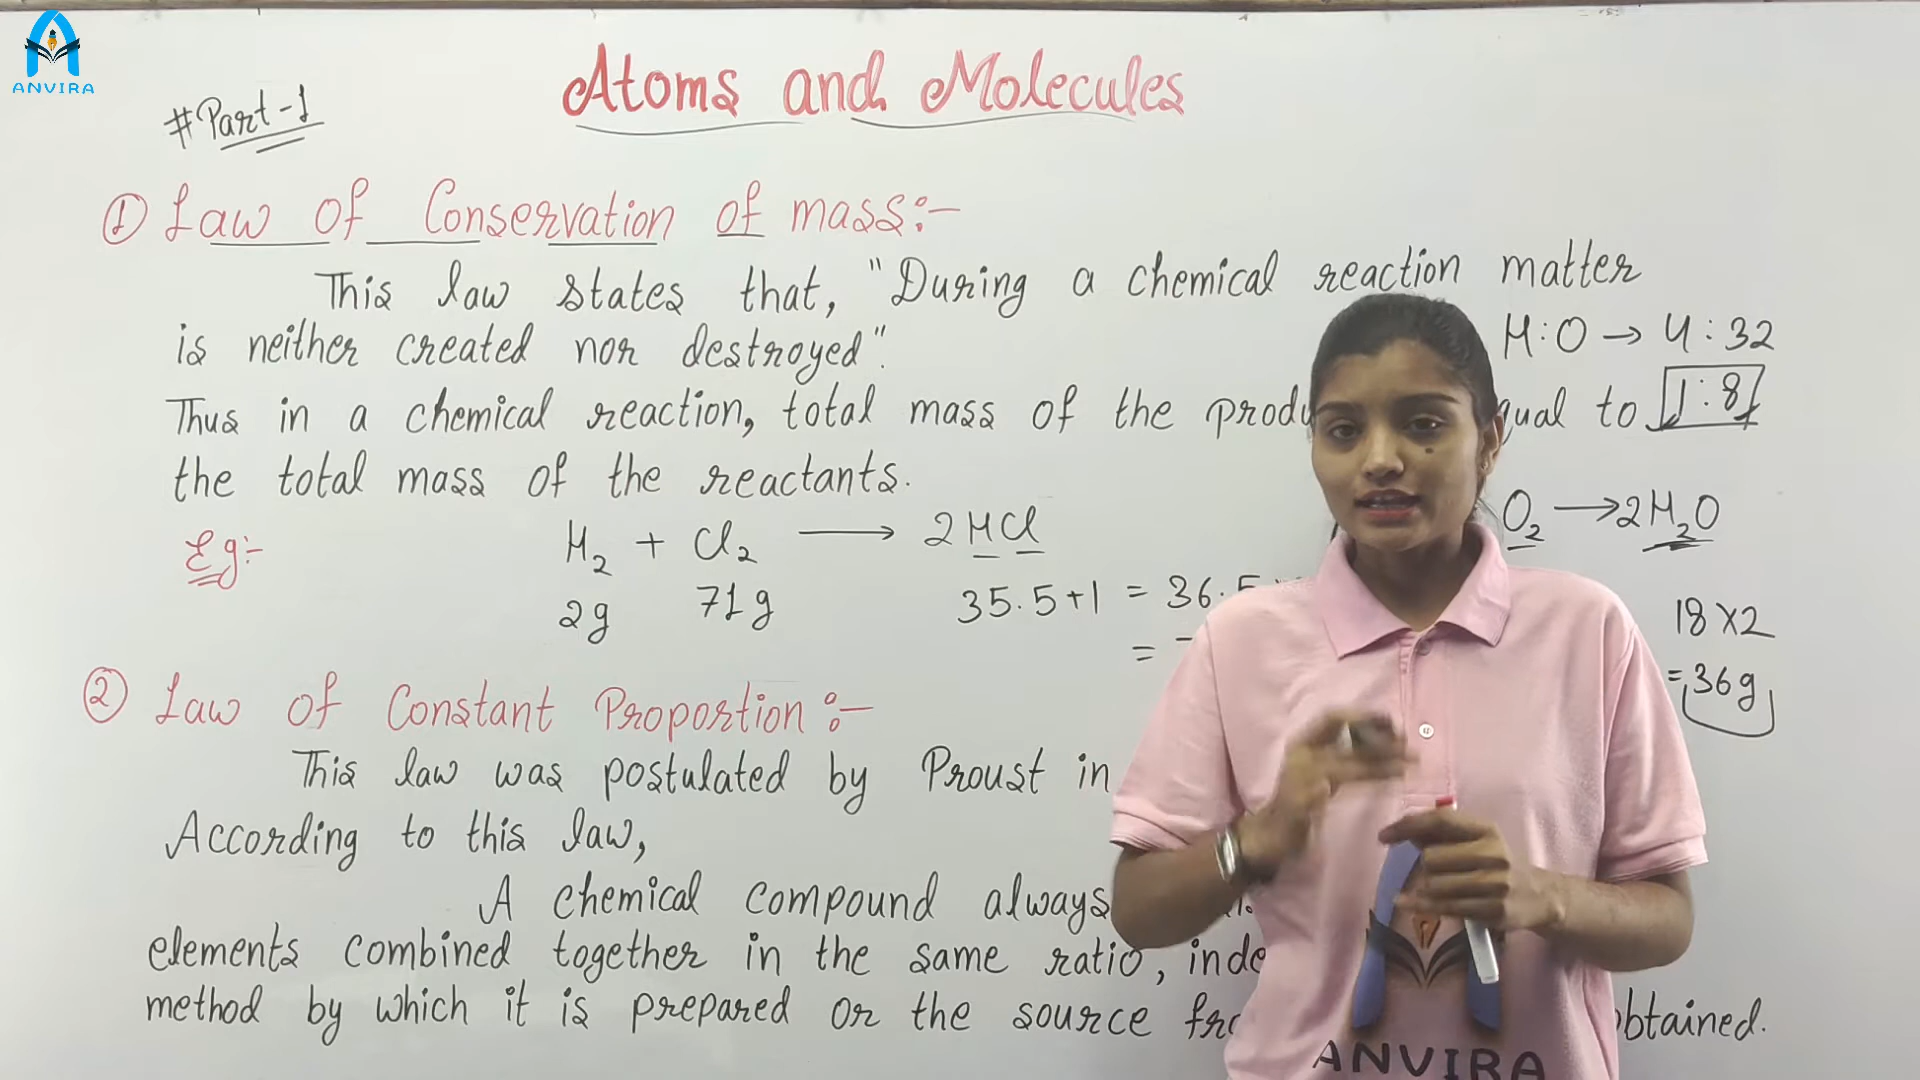 ANVIRA
#Part-1
Atoms and Molecules
① Law of Conservation of mass:-
This law states that, "During a chemical reaction matter
is neither created nor destroyed".
Thus in a chemical reaction, total mass of the equal to
the total mass of the reactants.
H:O → 4:32
1:8
Eg:-
H₂ + Cl₂ → 2HCl
2g 71g 35.5+1 = 36.5
=
O₂ → 2H₂O
18×2
=36g
② Law of Constant Proportion:-
This law was postulated by Proust in
According to this law,
A chemical compound always
elements combined together in the same ratio,
method by which it is prepared or the source obtained.
ANVIRA